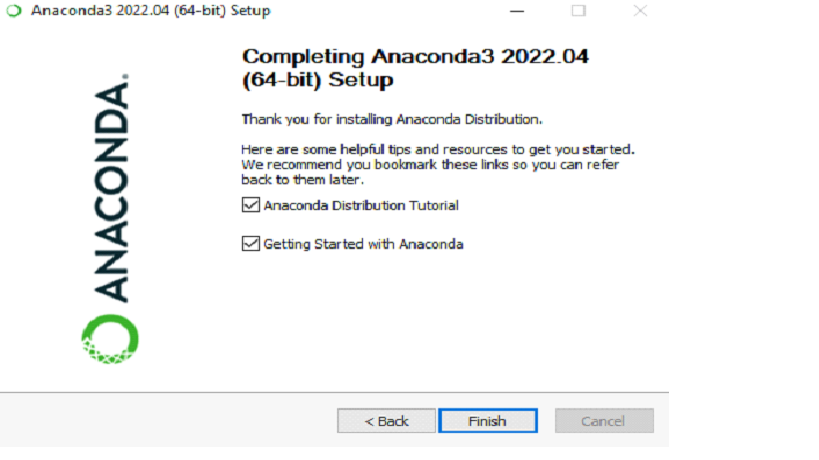 Anaconda3 2022.04 (64-bit) Setup
ANACONDA.
Completing Anaconda3 2022.04
(64-bit) Setup
Thank you for installing Anaconda Distribution.
Here are some helpful tips and resources to get you started.
We recommend you bookmark these links so you can refer
back to them later.
Anaconda Distribution Tutorial
Getting Started with Anaconda
< Back
Finish
Cancel